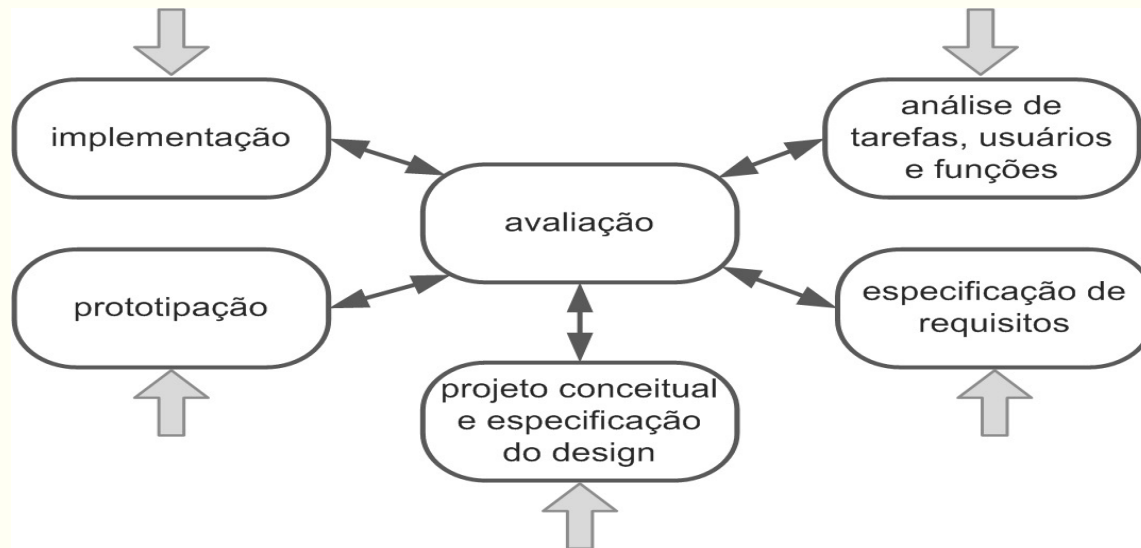 implementação
análise de
tarefas, usuários
e funções
avaliação
prototipação
especificação de
requisitos
projeto conceitual
e especificação
do design